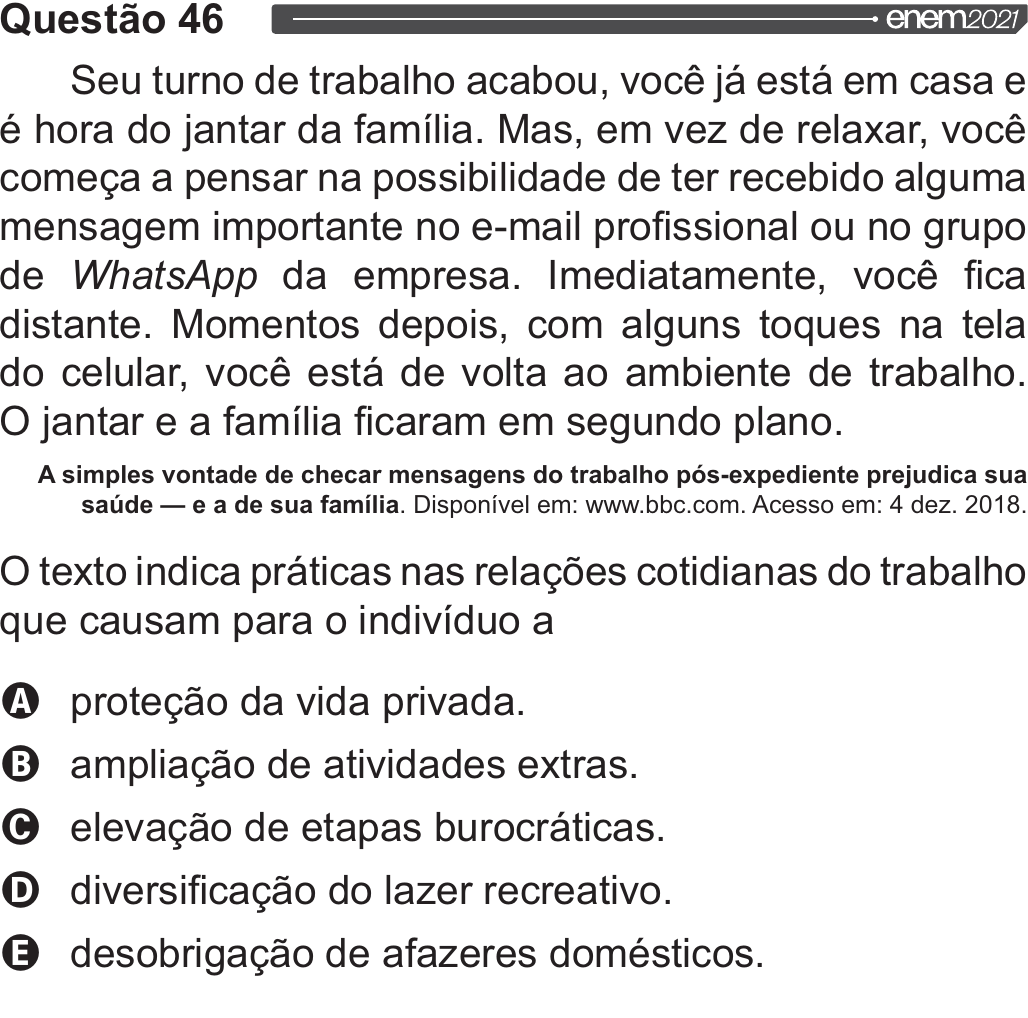 Questão 46 enem2021
Seu turno de trabalho acabou, você já está em casa e
é hora do jantar da família. Mas, em vez de relaxar, você
começa a pensar na possibilidade de ter recebido alguma
mensagem importante no e-mail profissional ou no grupo
de WhatsApp da empresa. Imediatamente, você fica
distante. Momentos depois, com alguns toques na tela
do celular, você está de volta ao ambiente de trabalho.
O jantar e a família ficaram em segundo plano.
A simples vontade de checar mensagens do trabalho pós-expediente prejudica sua
saúde — e a de sua família. Disponível em: www.bbc.com. Acesso em: 4 dez. 2018.
O texto indica práticas nas relações cotidianas do trabalho
que causam para o indivíduo a
A proteção da vida privada.
B ampliação de atividades extras.
C elevação de etapas burocráticas.
D diversificação do lazer recreativo.
E desobrigação de afazeres domésticos.